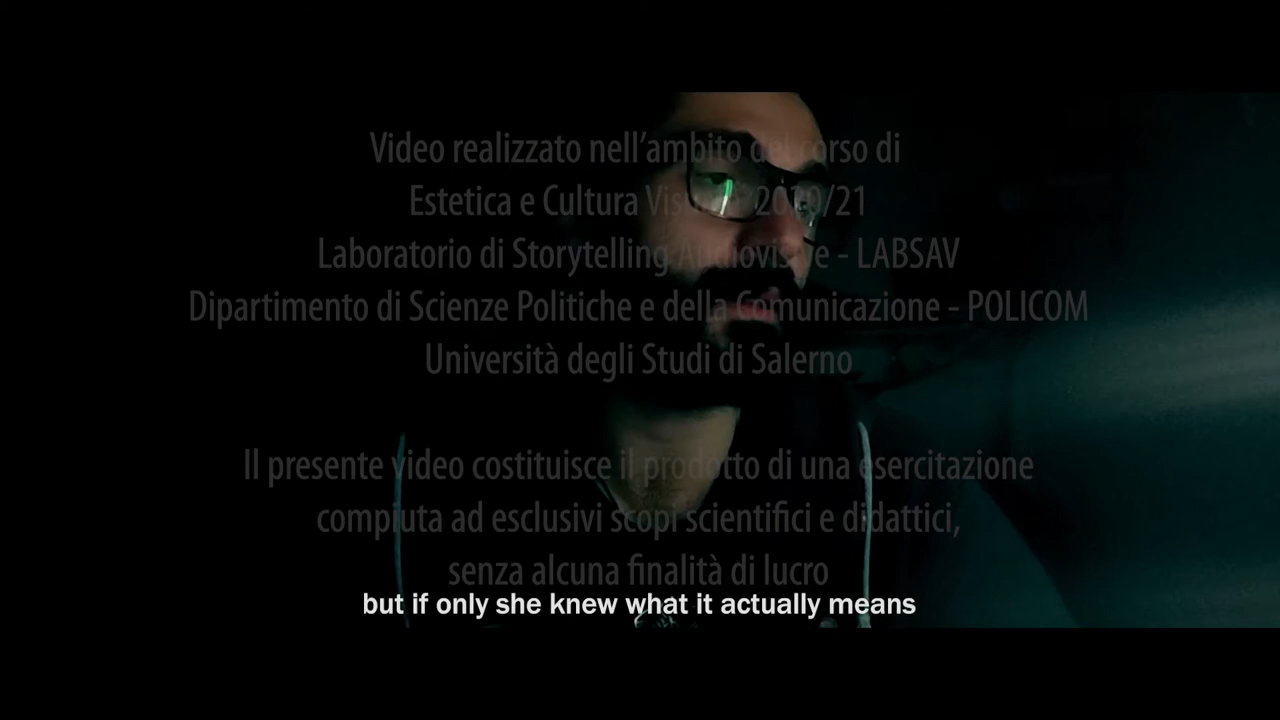 Video realizzato nell'ambito del corso di
Estetica e Cultura Visuale 2020/21
Laboratorio di Storytelling Audiovisivo - LABSAV
Dipartimento di Scienze Politiche e della Comunicazione - POLICOM
Università degli Studi di Salerno
Il presente video costituisce il prodotto di una esercitazione
compiuta ad esclusivi scopi scientifici e didattici,
senza alcuna finalità di lucro
but if only she knew what it actually means